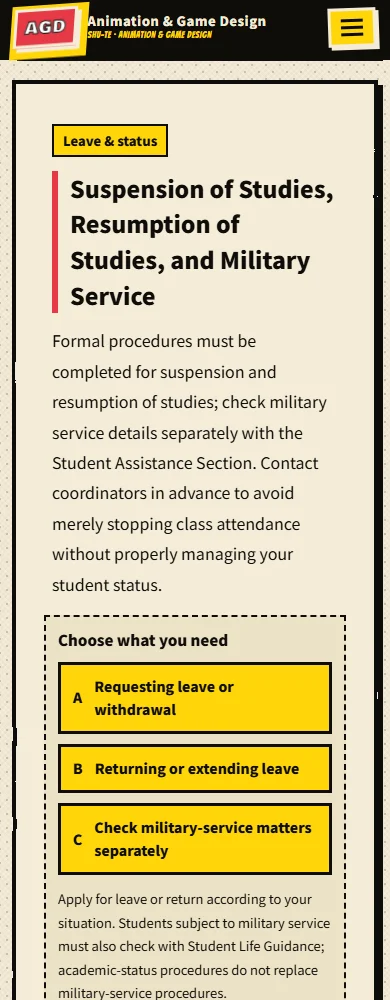 AGD
Animation & Game Design
SHU-TE · ANIMATION & GAME DESIGN
Leave & status
Suspension of Studies,
Resumption of
Studies, and Military
Service
Formal procedures must be
completed for suspension and
resumption of studies; check military
service details separately with the
Student Assistance Section. Contact
coordinators in advance to avoid
merely stopping class attendance
without properly managing your
student status.
Choose what you need
A Requesting leave or
withdrawal
B Returning or extending leave
C Check military-service matters
separately
Apply for leave or return according to your
situation. Students subject to military service
must also check with Student Life Guidance;
academic-status procedures do not replace
military-service procedures.